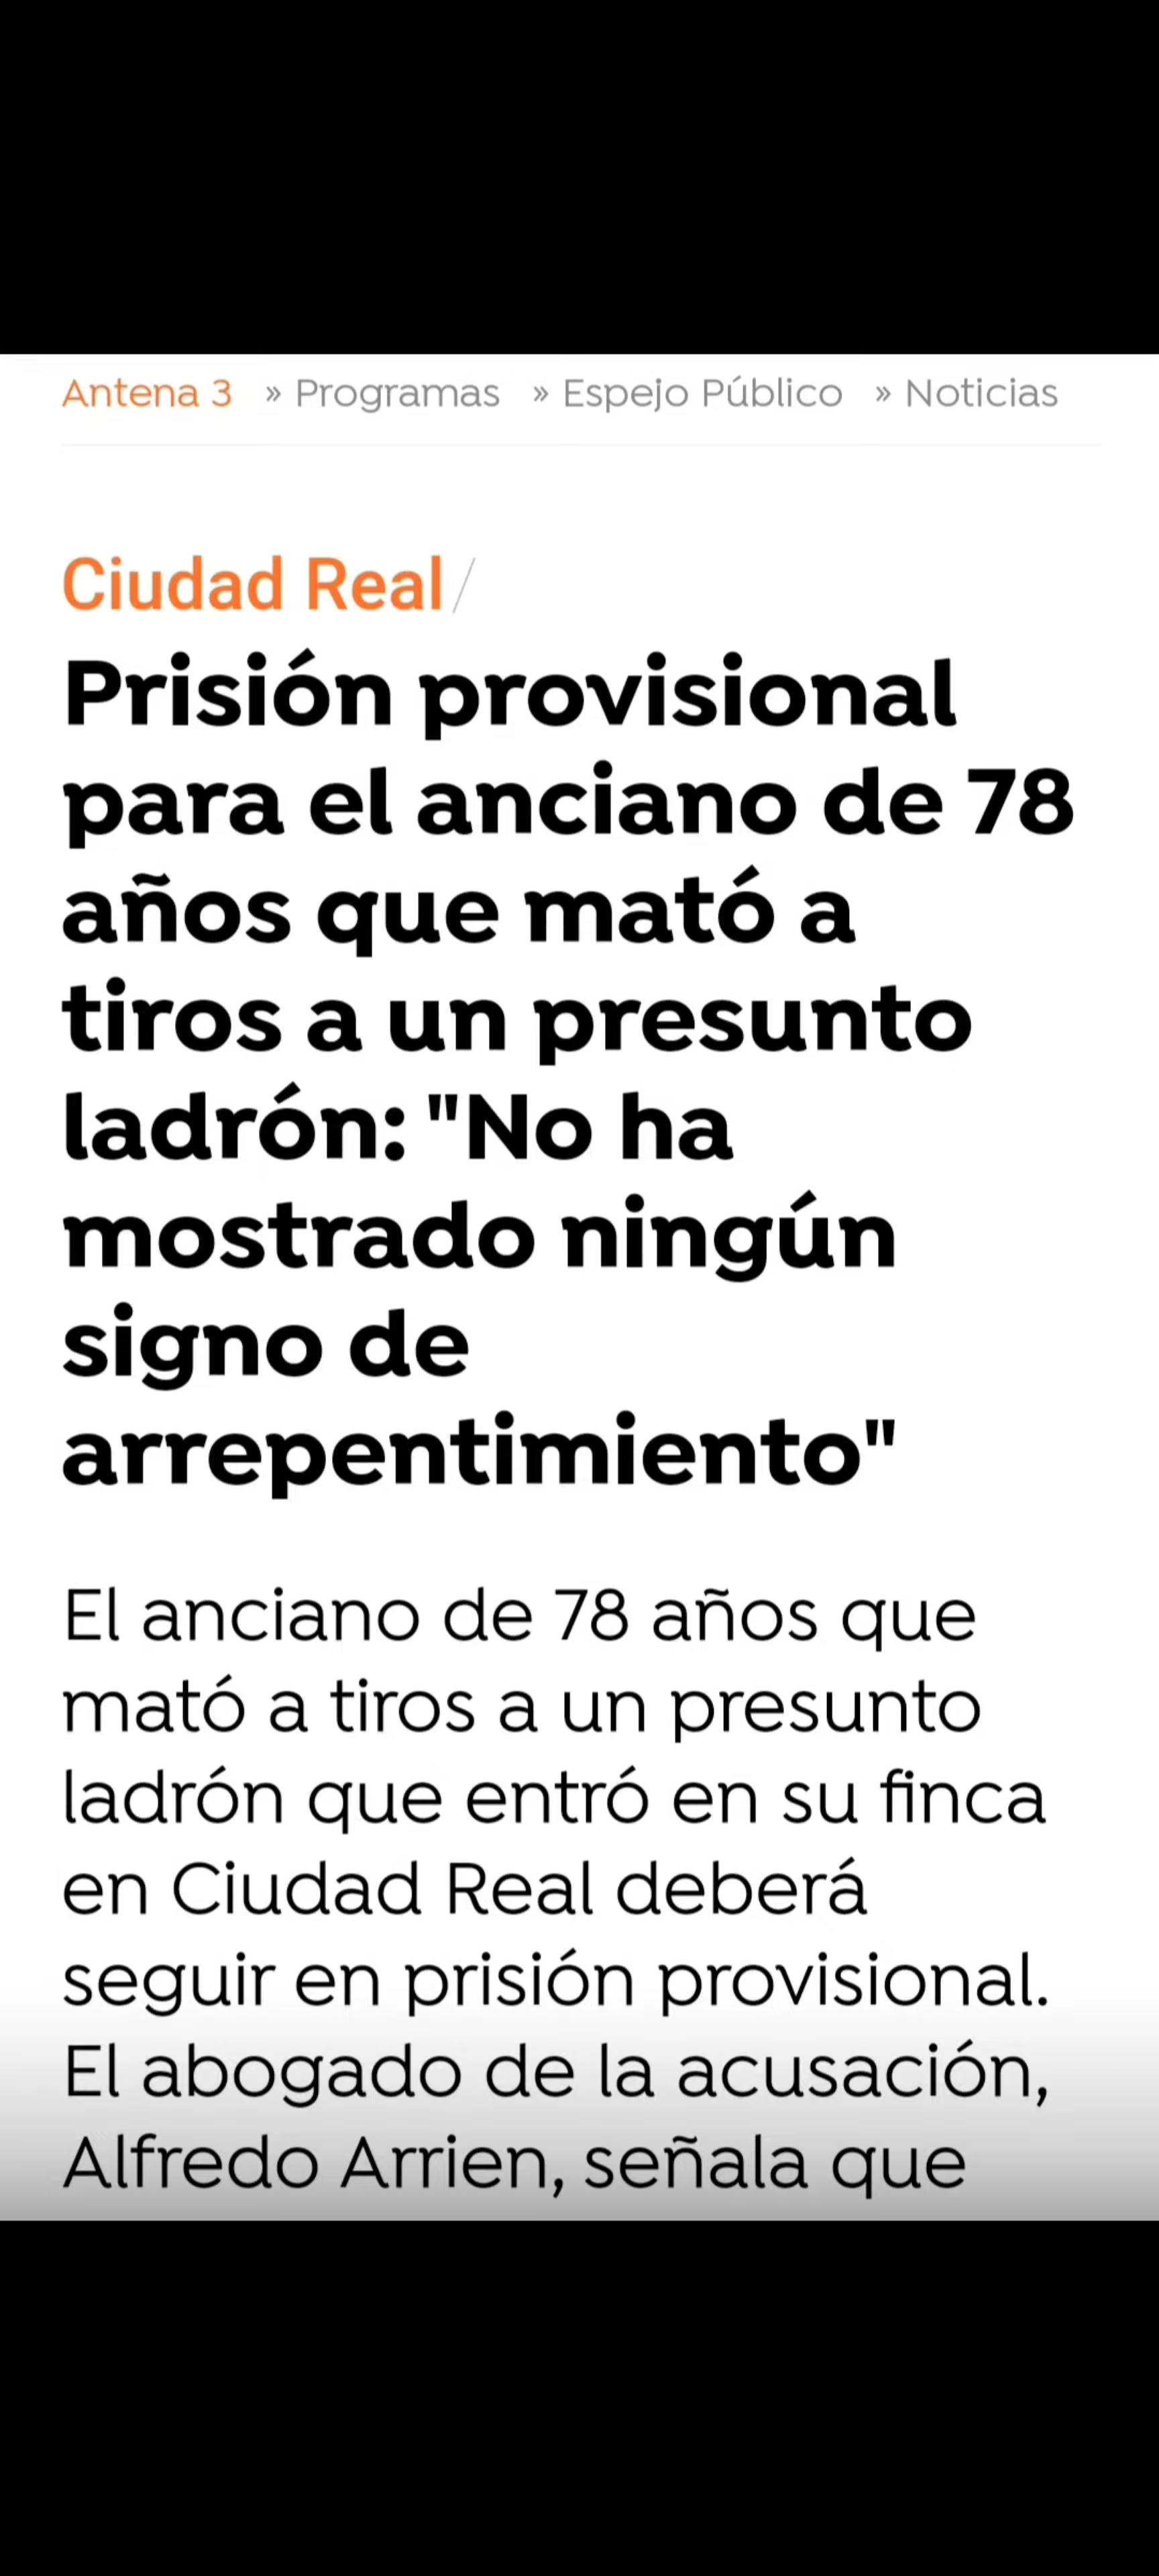 Antena 3 » Programas » Espejo Público » Noticias
Ciudad Real/
Prisión provisional
para el anciano de 78
años que mató a
tiros a un presunto
ladrón: "No ha
mostrado ningún
signo de
arrepentimiento"
El anciano de 78 años que
mató a tiros a un presunto
ladrón que entró en su finca
en Ciudad Real deberá
seguir en prisión provisional.
El abogado de la acusación,
Alfredo Arrien, señala que